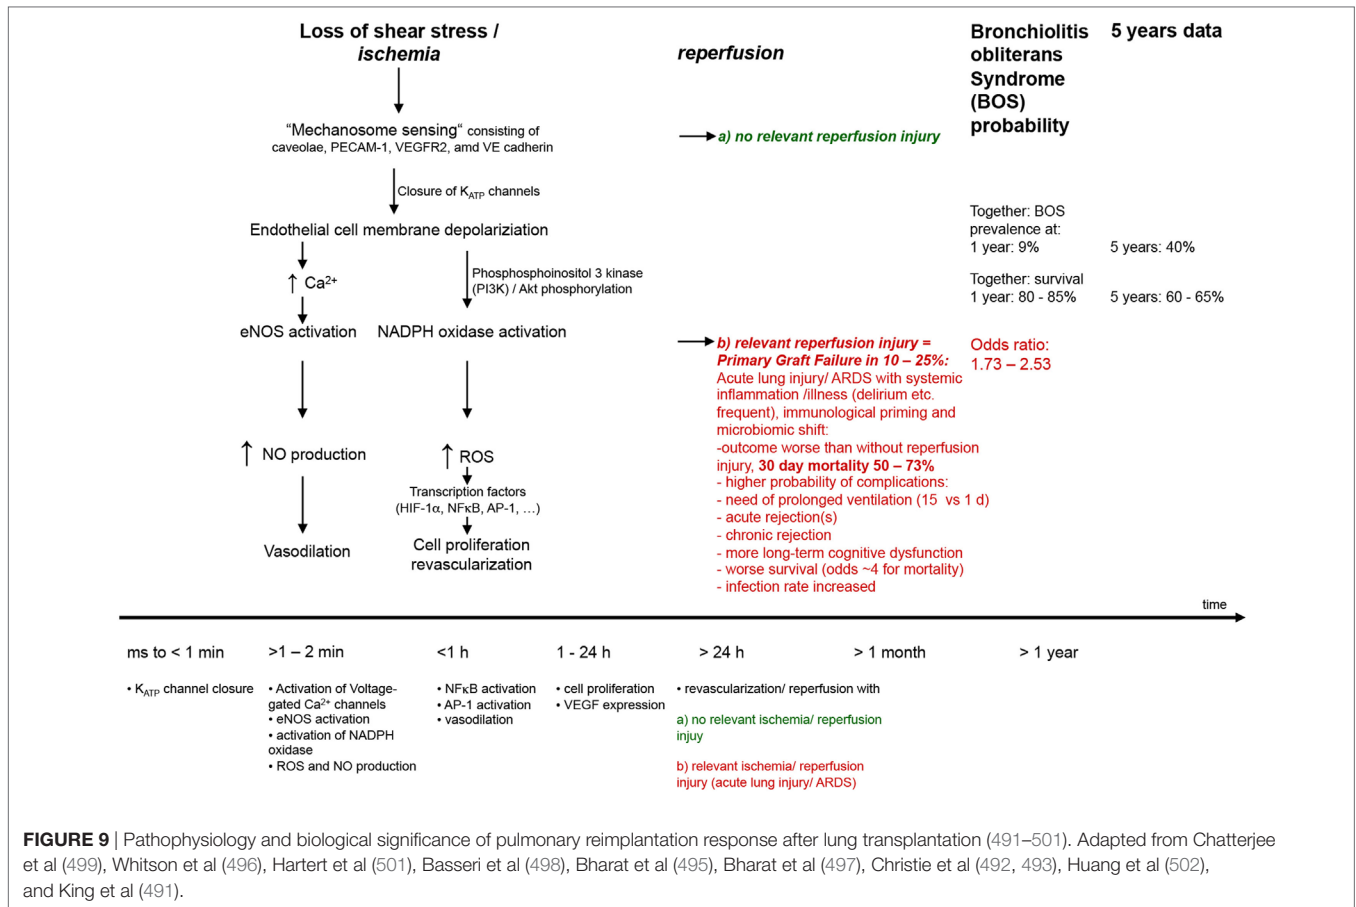 Loss of shear stress /
ischemia
"Mechanosome sensing“ consisting of
caveolae, PECAM-1, VEGFR2, amd VE cadherin
Closure of KATP channels
Endothelial cell membrane depolariziation
↑ Ca2+
Phosphosphoinositol 3 kinase
(PI3K) / Akt phosphorylation
eNOS activation
NADPH oxidase activation
↑ NO production
↑ ROS
Transcription factors
(HIF-1α, NFκB, AP-1, …)
Vasodilation
Cell proliferation
revascularization
reperfusion
a) no relevant reperfusion injury
b) relevant reperfusion injury =
Primary Graft Failure in 10 – 25%:
Acute lung injury/ ARDS with systemic
inflammation /illness (delirium etc.
frequent), immunological priming and
microbiomic shift:
-outcome worse than without reperfusion
injury, 30 day mortality 50 – 73%
- higher probability of complications:
- need of prolonged ventilation (15 vs 1 d)
- acute rejection(s)
- chronic rejection
- more long-term cognitive dysfunction
- worse survival (odds ~4 for mortality)
- infection rate increased
Bronchiolitis
obliterans
Syndrome
(BOS)
probability
5 years data
Together: BOS
prevalence at:
1 year: 9%
5 years: 40%
Together: survival
1 year: 80 - 85%
5 years: 60 - 65%
Odds ratio:
1.73 – 2.53
time
ms to < 1 min
>1 – 2 min
<1 h
1 - 24 h
> 24 h
> 1 month
> 1 year
• KATP channel closure
• Activation of Voltage-
gated Ca2+ channels
• eNOS activation
• activation of NADPH
oxidase
• ROS and NO production
• NFκB activation
• AP-1 activation
• vasodilation
• cell proliferation
• VEGF expression
• revascularization/ reperfusion with
a) no relevant ischemia/ reperfusion
injuy
b) relevant ischemia/ reperfusion
injury (acute lung injury/ ARDS)
FIGURE 9 | Pathophysiology and biological significance of pulmonary reimplantation response after lung transplantation (491–501). Adapted from Chatterjee
et al (499), Whitson et al (496), Hartert et al (501), Basseri et al (498), Bharat et al (495), Bharat et al (497), Christie et al (492, 493), Huang et al (502),
and King et al (491).